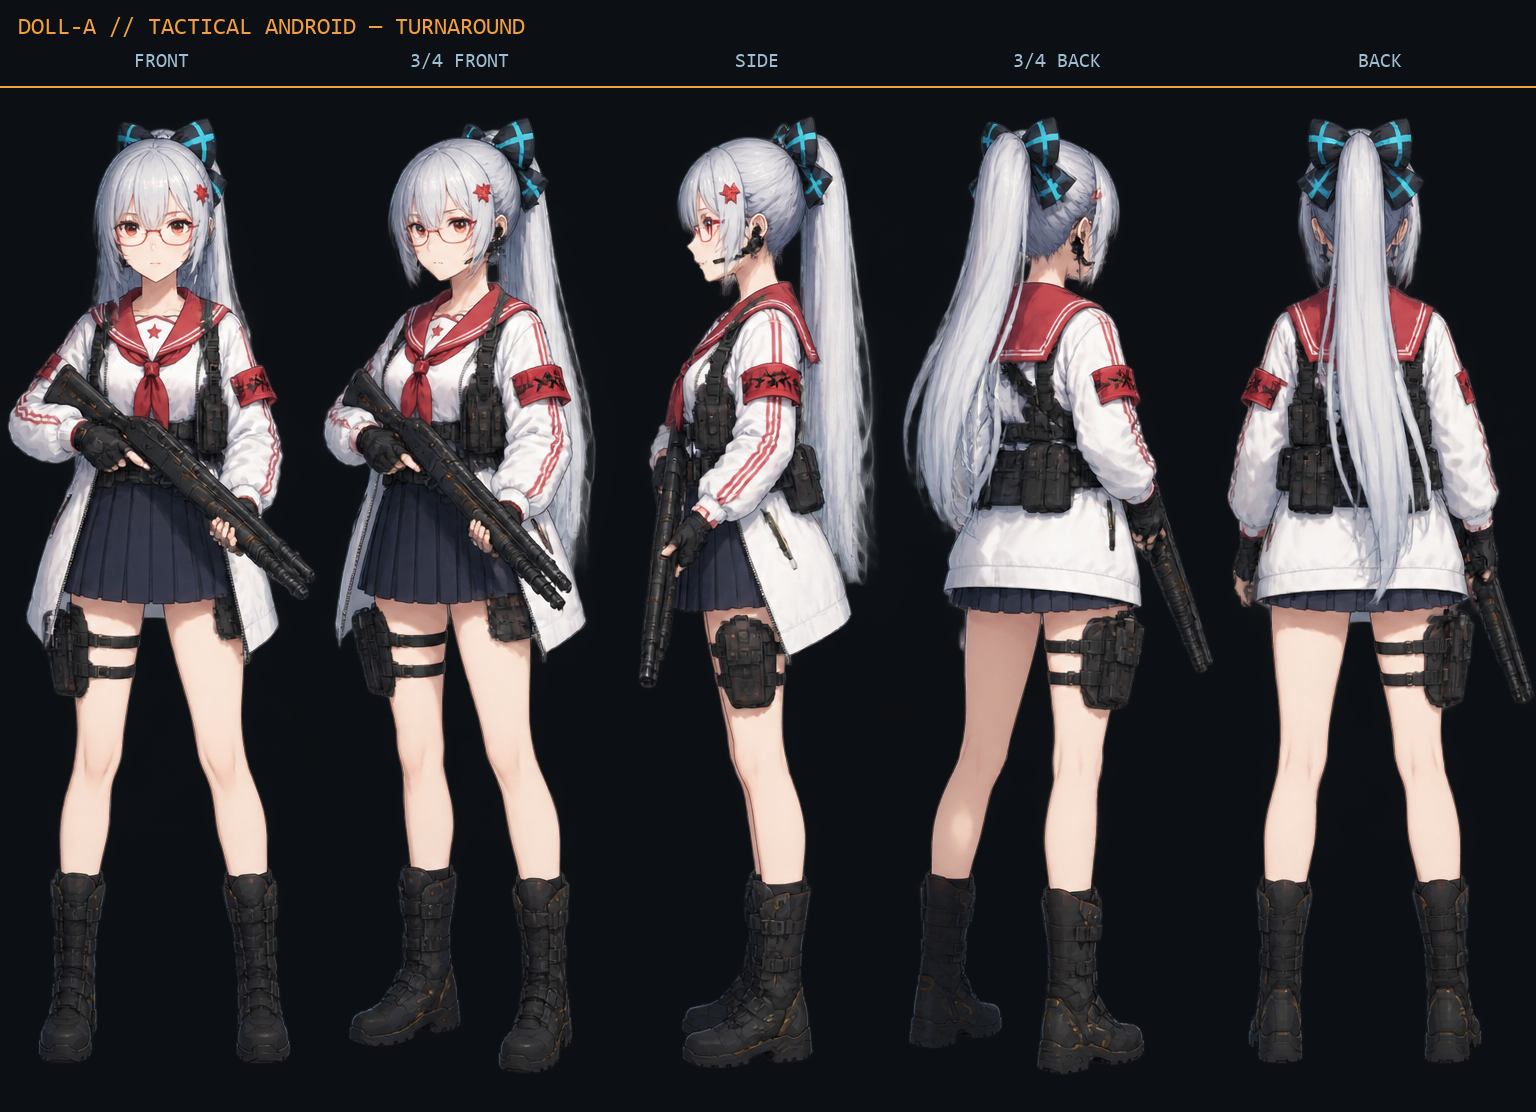 DOLL-A // TACTICAL ANDROID — TURNAROUND
FRONT
3/4 FRONT
SIDE
3/4 BACK
BACK